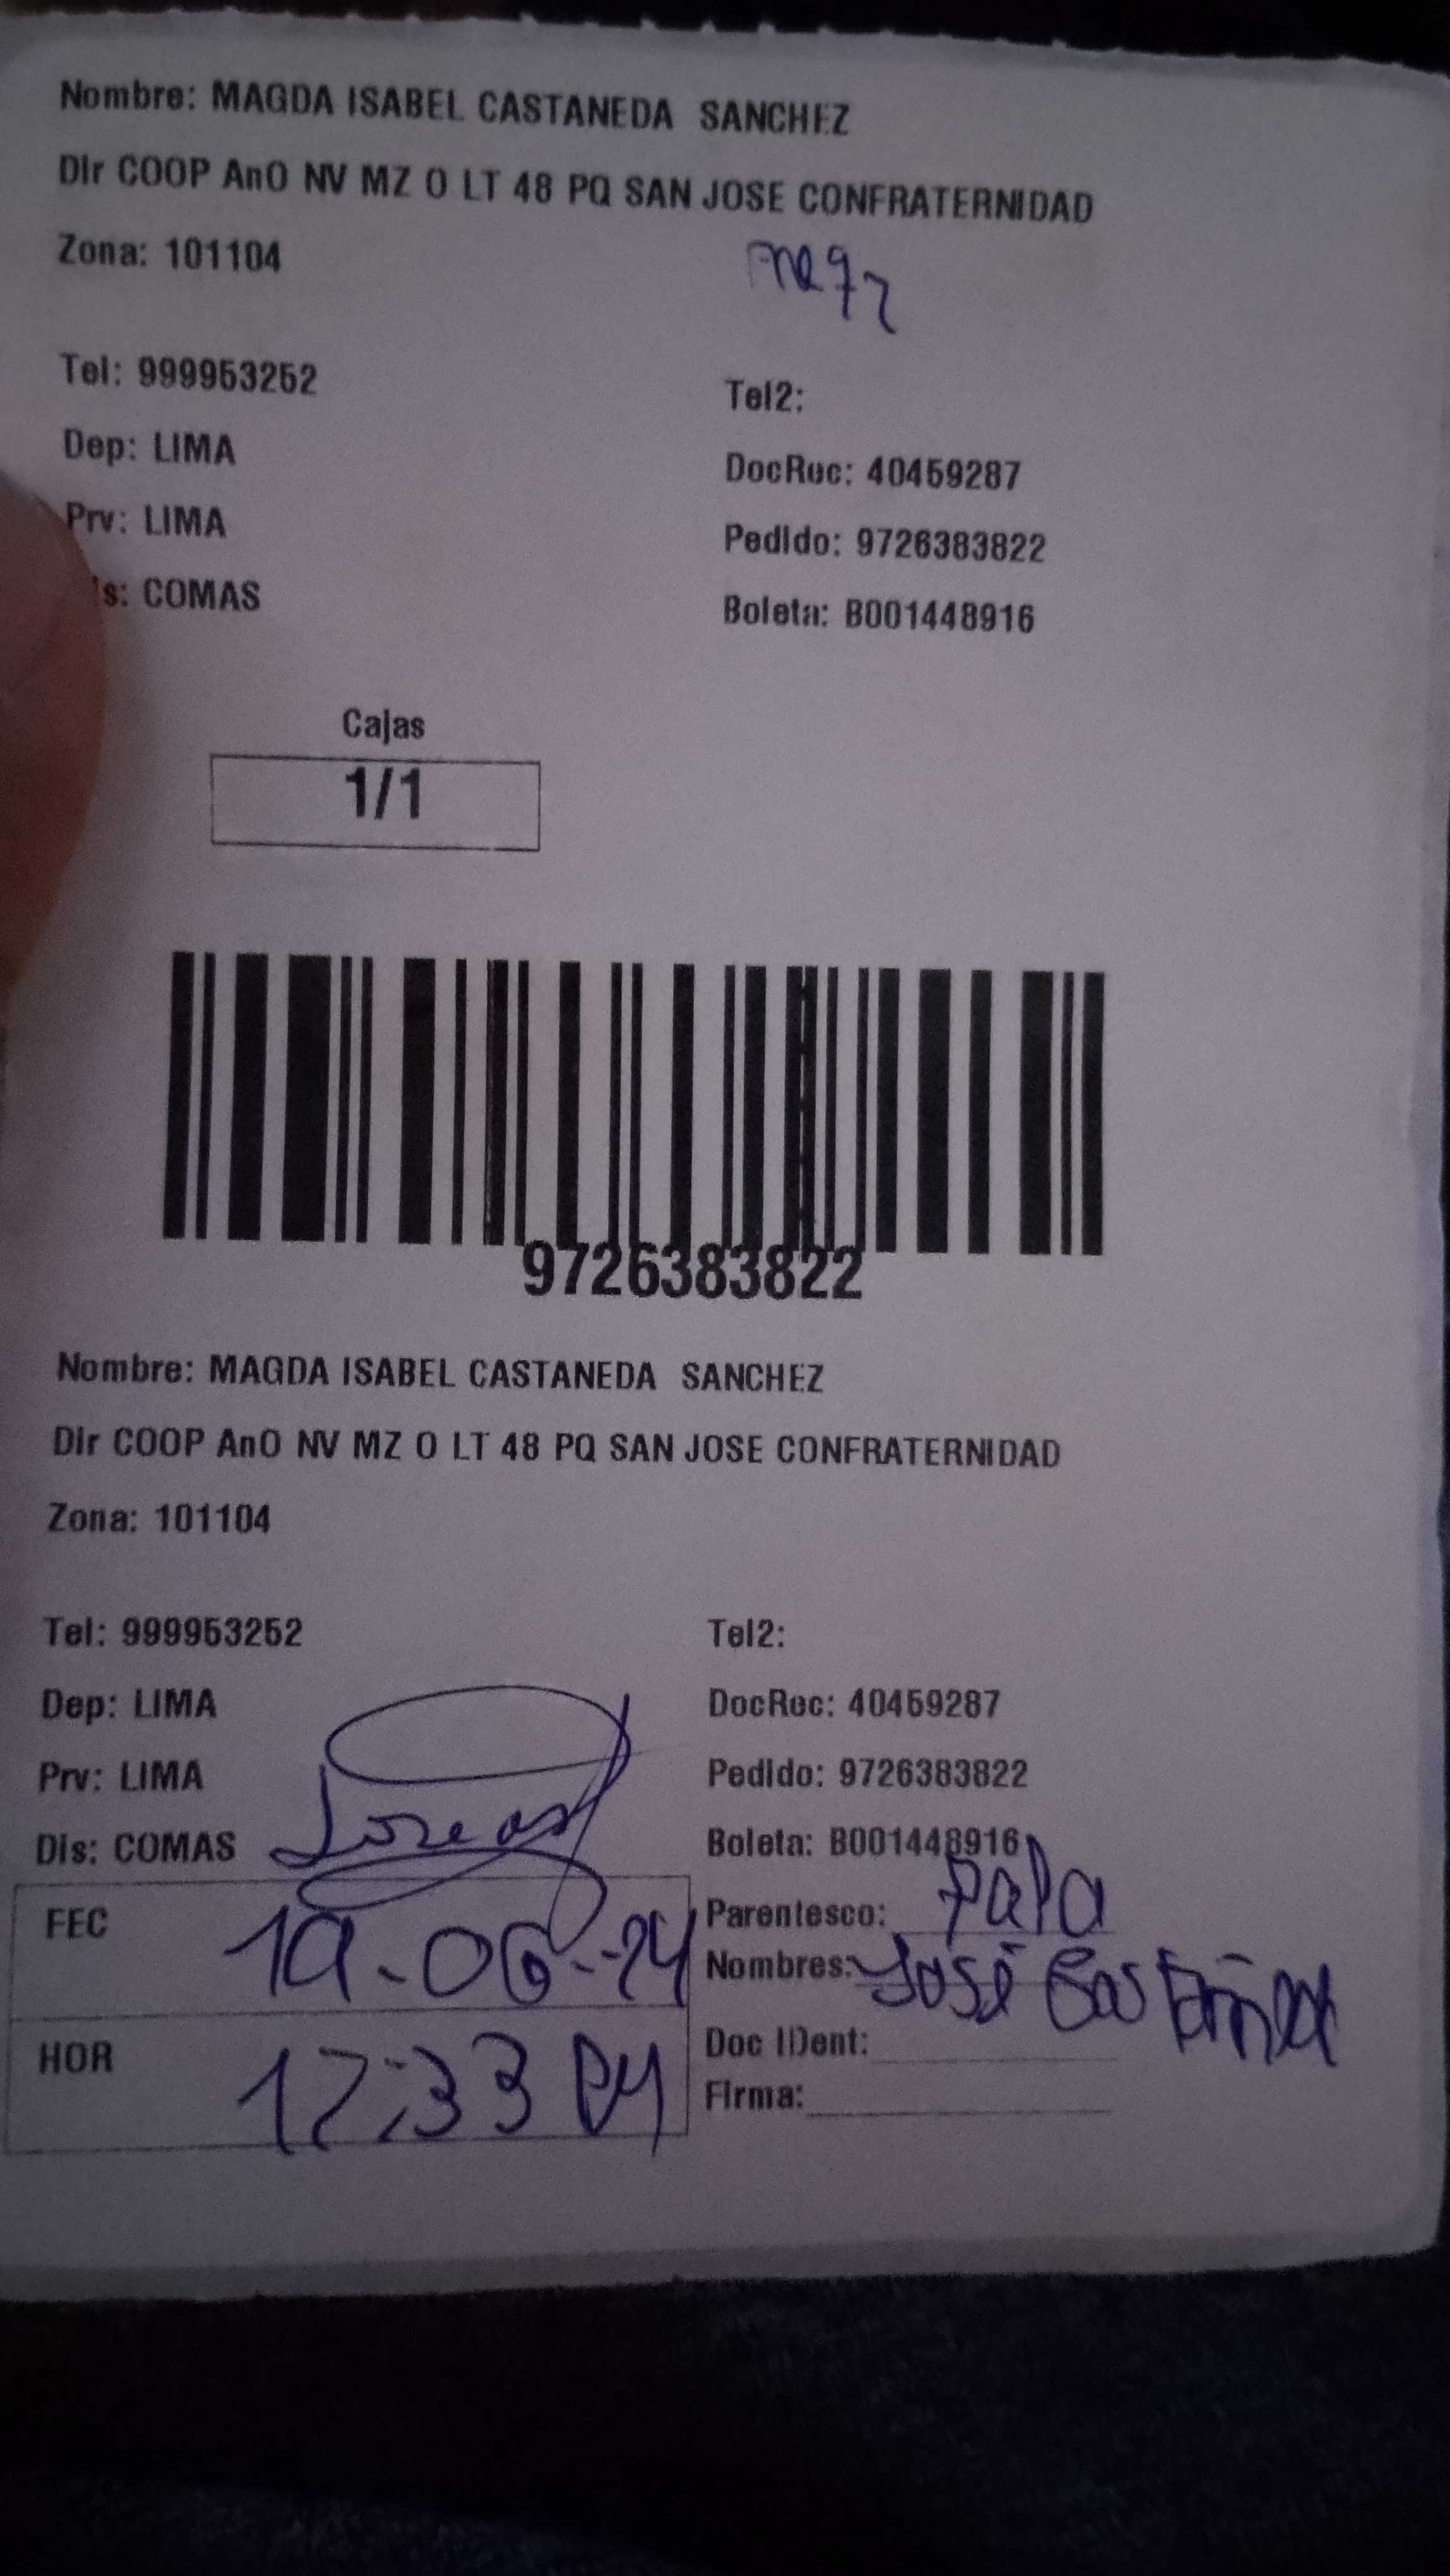 Nombre: MAGDA ISABEL CASTANEDA SANCHEZ
Dir COOP AnO NV MZ O LT 48 PQ SAN JOSE CONFRATERNIDAD
Zona: 101104
Tel: 999953252
Tel2:
Dep: LIMA
DocRuc: 40459287
Prv: LIMA
Pedido: 9726383822
s: COMAS
Boleta: B001448916
Cajas
1/1
9726383822
Nombre: MAGDA ISABEL CASTANEDA SANCHEZ
Dir COOP AnO NV MZ O LT 48 PQ SAN JOSE CONFRATERNIDAD
Zona: 101104
Tel: 999953252
Tel2:
Dep: LIMA
DocRuc: 40459287
Prv: LIMA
Pedido: 9726383822
Dis: COMAS
Boleta: B001448916
FEC 19-06-24
Parentesco: papa
Nombres: José Castañeda
HOR 12:33 PM
Doc IDent:
Firma: